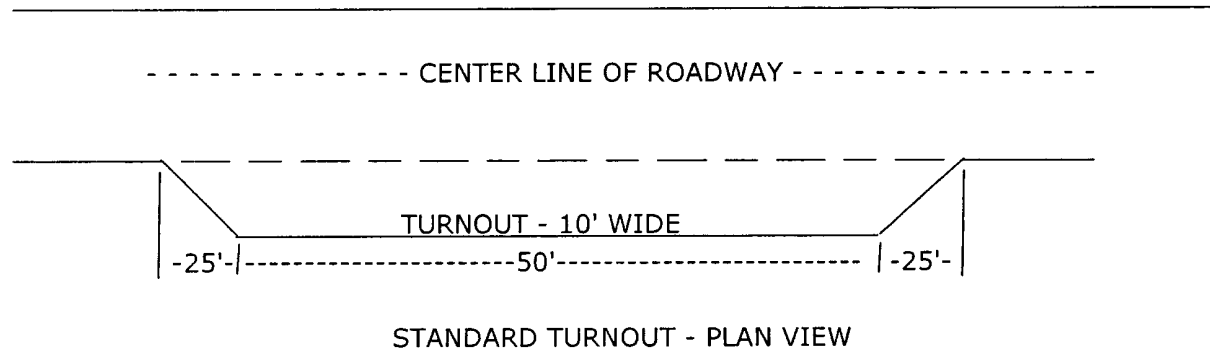 - - - - - - - - - - - - - CENTER LINE OF ROADWAY - - - - - - - - - - - - - - -
TURNOUT - 10' WIDE
-25'- ----------------------50'------------------------- -25'-
STANDARD TURNOUT - PLAN VIEW